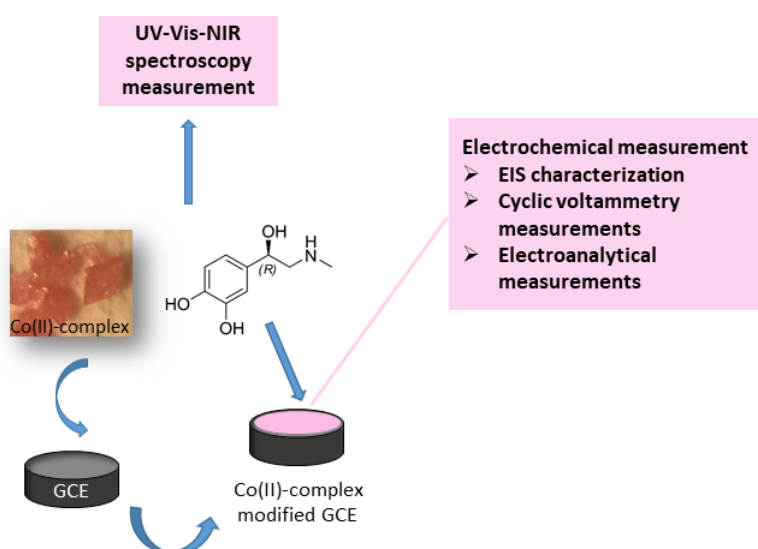 UV-Vis-NIR
spectroscopy
measurement
Electrochemical measurement
➢ EIS characterization
➢ Cyclic voltammetry
measurements
➢ Electroanalytical
measurements
OH
H
N
(R)
HO
OH
Co(II)-complex
GCE
Co(II)-complex
modified GCE